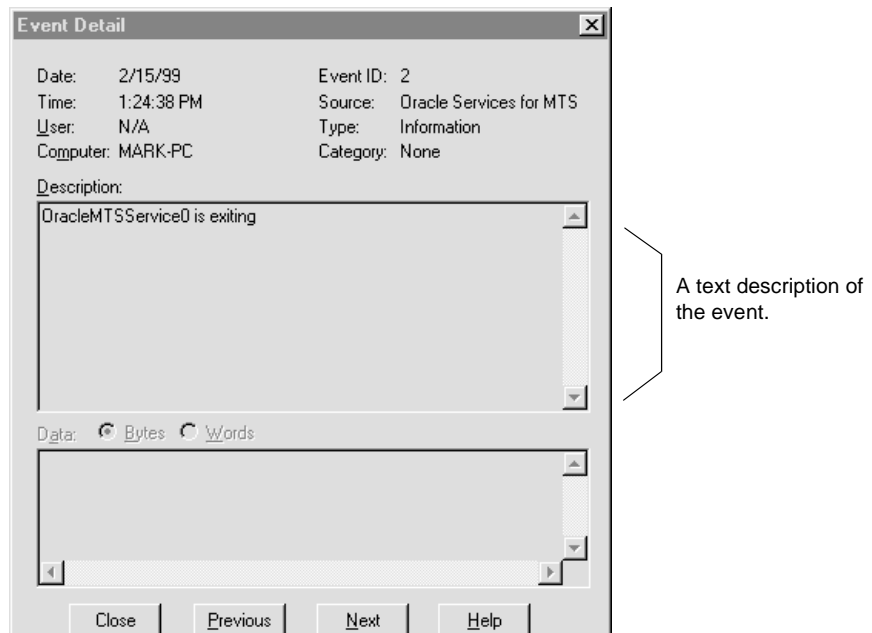 Event Detail
Date: 2/15/99 Event ID: 2
Time: 1:24:38 PM Source: Oracle Services for MTS
User: N/A Type: Information
Computer: MARK-PC Category: None
Description:
OracleMTSService0 is exiting
A text description of
the event.
Data: Bytes Words
Close Previous Next Help